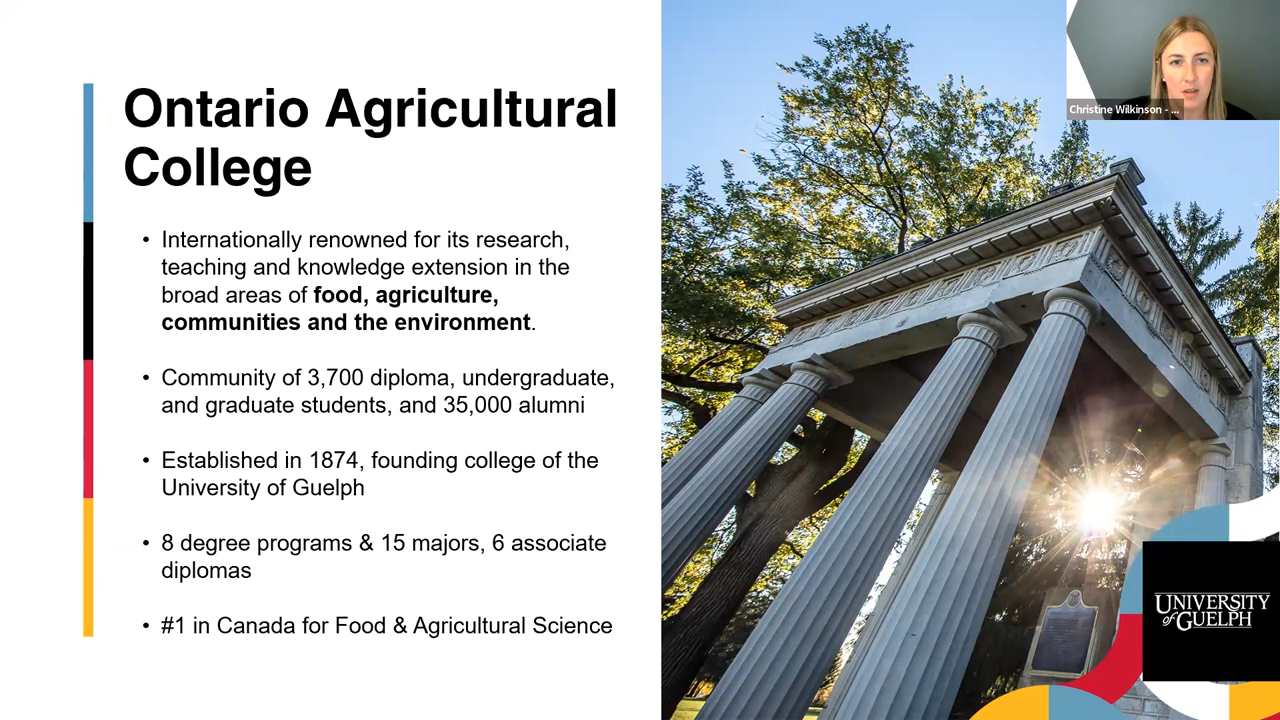 Ontario Agricultural
College
• Internationally renowned for its research,
teaching and knowledge extension in the
broad areas of food, agriculture,
communities and the environment.
• Community of 3,700 diploma, undergraduate,
and graduate students, and 35,000 alumni
• Established in 1874, founding college of the
University of Guelph
• 8 degree programs & 15 majors, 6 associate
diplomas
• #1 in Canada for Food & Agricultural Science
Christine Wilkinson - ...
UNIVERSITY
of GUELPH